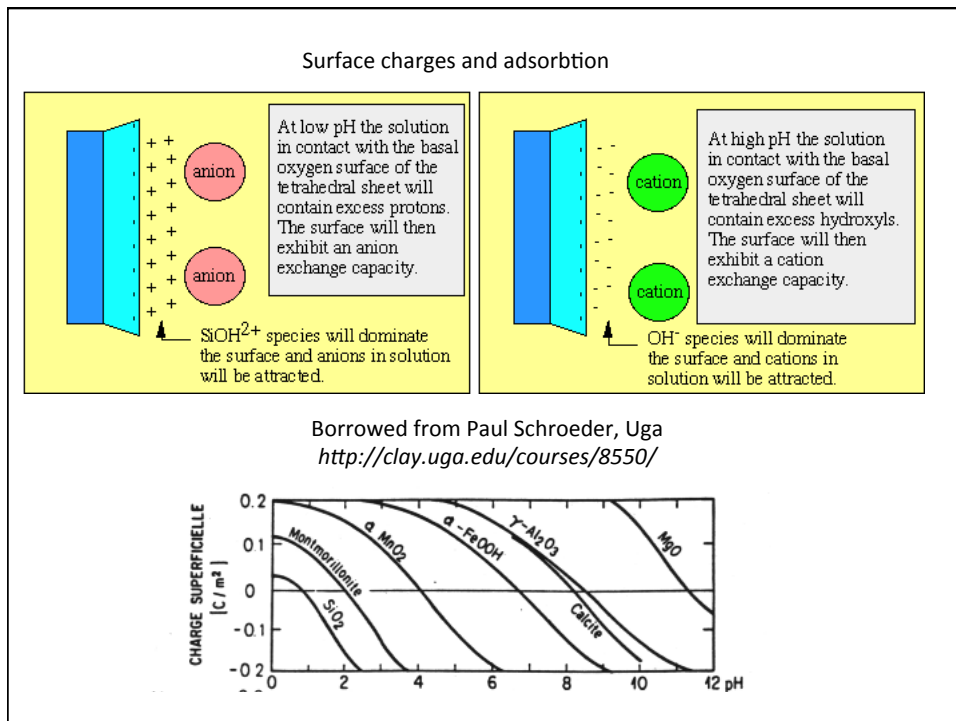 Surface charges and adsorbtion
At low pH the solution
in contact with the basal
oxygen surface of the
tetrahedral sheet will
contain excess protons.
The surface will then
exhibit an anion
exchange capacity.
anion
anion
SiOH2+ species will dominate
the surface and anions in solution
will be attracted.
At high pH the solution
in contact with the basal
oxygen surface of the
tetrahedral sheet will
contain excess hydroxyls.
The surface will then
exhibit a cation
exchange capacity.
cation
cation
OH- species will dominate
the surface and cations in
solution will be attracted.
Borrowed from Paul Schroeder, Uga
http://clay.uga.edu/courses/8550/
CHARGE SUPERFICIELLE
|C/m²|
0.2
0.1
0
-0.1
-0.2
SiO2
Montmorillonite
α MnO2
α-FeOOH
γ-Al2O3
Calcite
MgO
0 2 4 6 8 10 12 pH